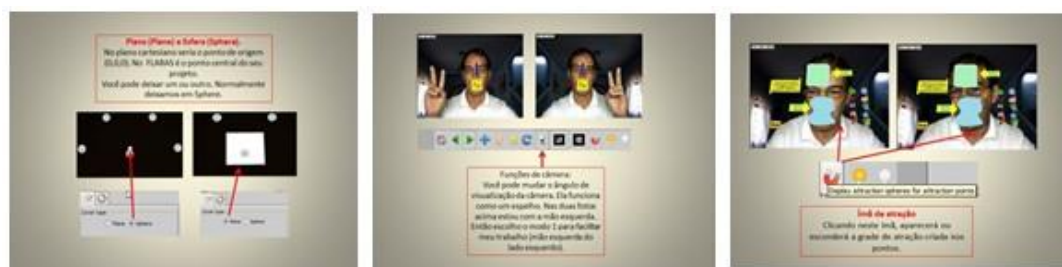 Plano (Plane) e Esfera (Sphere).
No plano cartesiano seria o ponto de origem
(0,0,0). No FLARAS é o ponto central do seu
projeto.
Você pode deixar um ou outro. Normalmente
deixamos em Sphere.
Plane Sphere
Plane Sphere
Funções de câmera:
Você pode mudar o ângulo de
visualização da câmera. Ela funciona
como um espelho. Nas duas fotos
acima estou com a mão esquerda.
Então escolho o modo 1 para facilitar
meu trabalho (mão esquerda do
lado esquerdo).
Display attraction spheres for attraction points
Ímã de atração
Clicando neste ímã, aparecerá ou
esconderá a grade de atração criada nos
pontos.